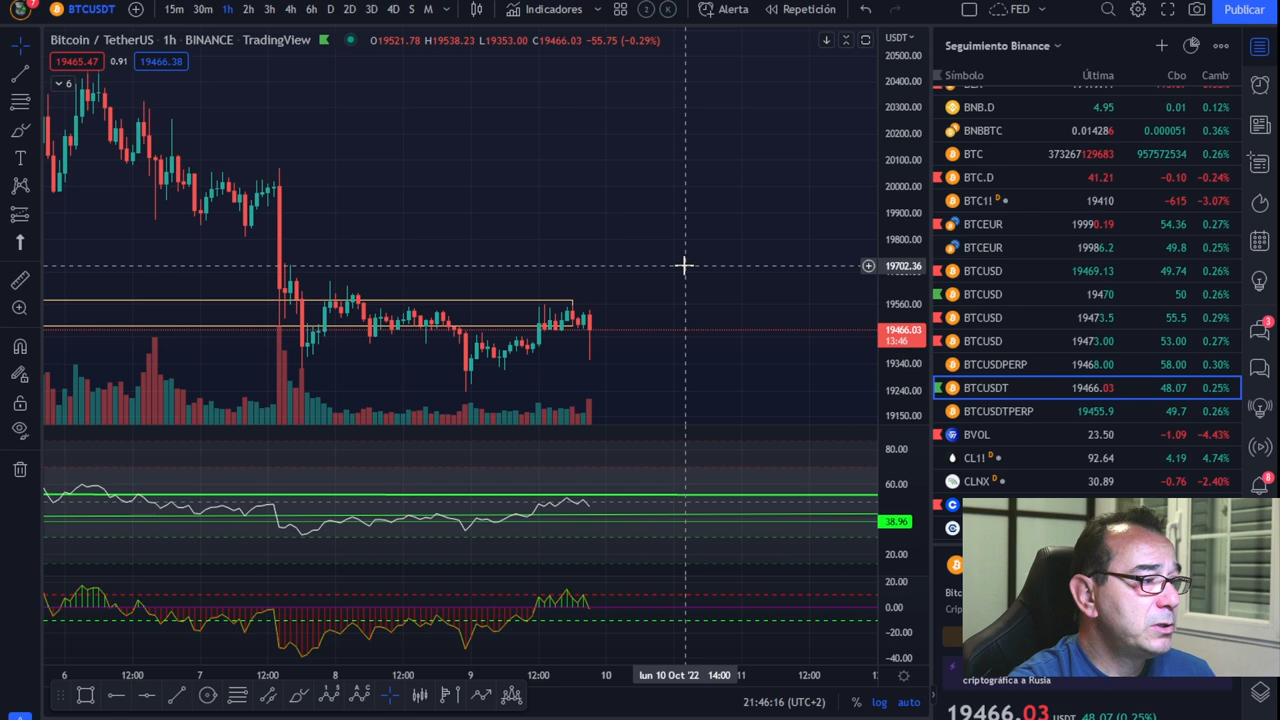 7
BTCUSDT 15m 30m 1h 2h 3h 4h 6h D 2D 3D 4D S M Indicadores 2 K Alerta Repetición FED Publicar
Bitcoin / TetherUS · 1h · BINANCE · TradingView O19521.78 H19538.23 L19353.00 C19466.03 −55.75 (−0.29%)
19465.47 0.91 19466.38
6
USDT
20500.00
20400.00
20300.00
20200.00
20100.00
20000.00
19900.00
19800.00
19702.36
19560.00
19466.03
13:46
19340.00
19240.00
19150.00
80.00
60.00
38.96
20.00
20.00
0.00
−20.00
−40.00
6 12:00 7 12:00 8 12:00 9 12:00 10 lun 10 Oct '22 14:00 11 12:00
21:46:16 (UTC+2) % log auto
Seguimiento Binance
Símbolo Última Cbo Camb
BNB.D 4.95 0.01 0.12%
BNBBTC 0.014286 0.000051 0.36%
BTC 373267129683 957572534 0.26%
BTC.D 41.21 −0.10 −0.24%
BTC1! D 19410 −615 −3.07%
BTCEUR 19990.19 54.36 0.27%
BTCEUR 19986.2 49.8 0.25%
BTCUSD 19469.13 49.74 0.26%
BTCUSD 19470 50 0.26%
BTCUSD 19473.5 55.5 0.29%
BTCUSD 19473.00 53.00 0.27%
BTCUSDPERP 19468.00 58.00 0.30%
BTCUSDT 19466.03 48.07 0.25%
BTCUSDTPERP 19455.9 49.7 0.26%
BVOL 23.50 −1.09 −4.43%
CL1! D 92.64 4.19 4.74%
CLNX D 30.89 −0.76 −2.40%
3
8
criptográfica a Rusia
19466.03 USDT 48.07 (0.25%)